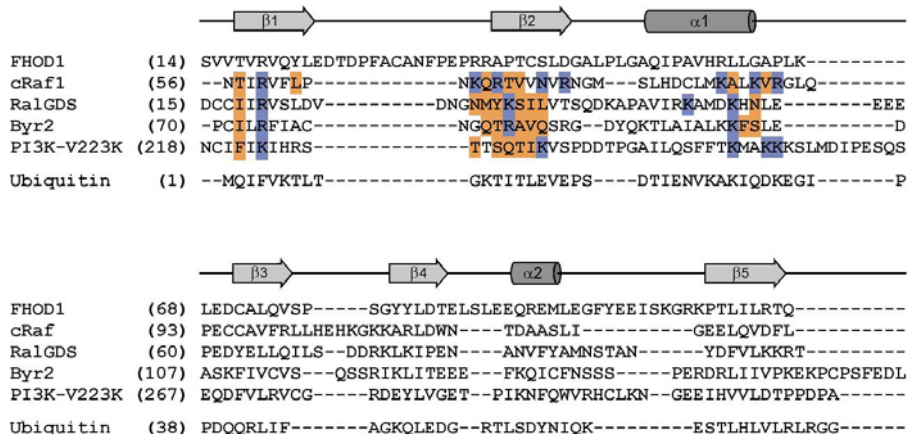 β1 β2 α1
FHOD1 (14) SVVTVRVQYLEDTDPFACANFPEPRRAPTCSLDGALPLGAQIPAVHRLLGAPLK---------
cRaf1 (56) --NTIRVFLP-------------NKQRTVVNVRNGM---SLHDCLMKALKVRGLQ--------
RalGDS (15) DCCIIRVSLDV----------DNGNMYKSILVTSQDKAPAVIRKAMDKHNLE--------EEE
Byr2 (70) -PCILRFIAC------------NGQTRAVQSRG--DYQKTLAIALKKFSLE-----------D
PI3K-V223K (218) NCIFIKIHRS--------------TTSQTIKVSPDDTPGAILQSFFTKMAKKKSLMDIPESQS
Ubiquitin (1) --MQIFVKTLT------------GKTITLEVEPS----DTIENVKAKIQDKEGI--------P
β3 β4 α2 β5
FHOD1 (68) LEDCALQVSP-----SGYYLDTELSLEEQREMLEGFYEEISKGRKPTLILRTQ----------
cRaf (93) PECCAVFRLLHEHKGKKARLDWN-----TDAASLI---------GEELQVDFL----------
RalGDS (60) PEDYELLQILS--DDRKLKIPEN-----ANVFYAMNSTAN-----YDFVLKKRT---------
Byr2 (107) ASKFIVCVS---QSSRIKLITEEE----FKQICFNSSS-----PERDRLIIVPKEKPCPSFEDL
PI3K-V223K (267) EQDFVLRVCG----RDEYLVGET---PIKNFQWVRHCLKN---GEEIHVVLDTPPDPA-----
Ubiquitin (38) PDQQRLIF------AGKQLEDG---RTLSDYNIQK--------ESTLHLVLRLRGG-------